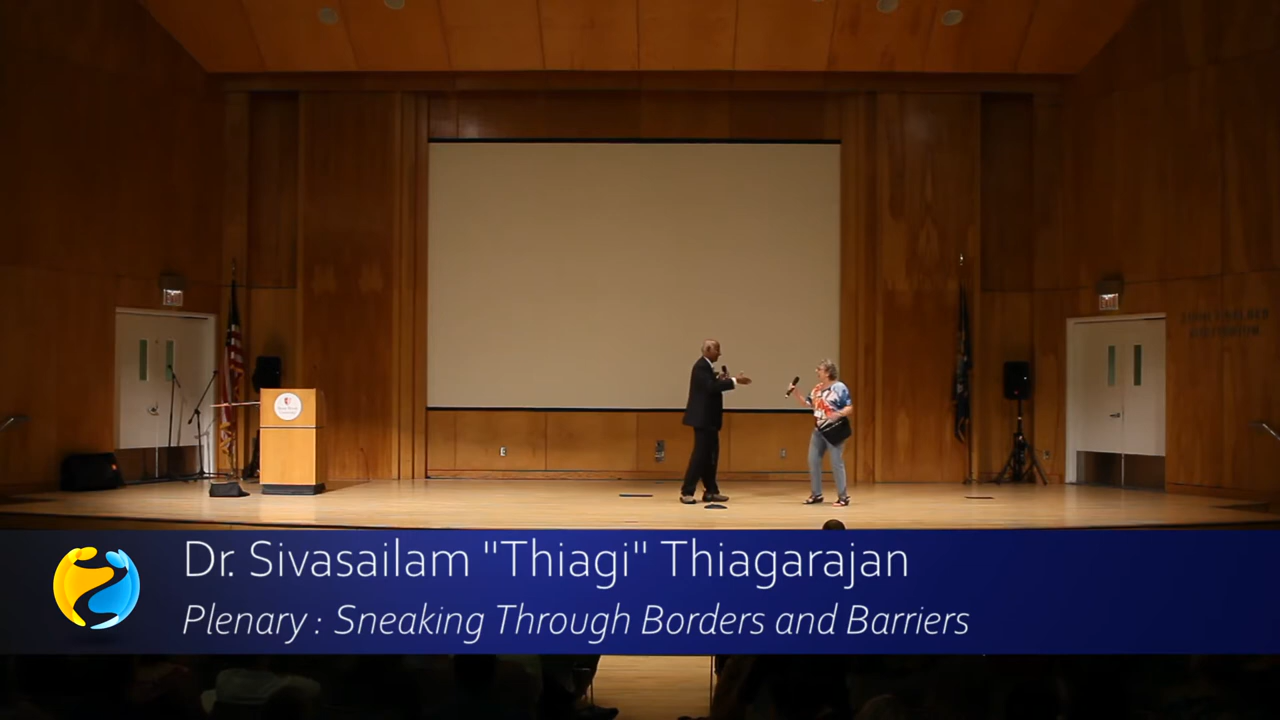 Dr. Sivasailam "Thiagi" Thiagarajan
Plenary : Sneaking Through Borders and Barriers